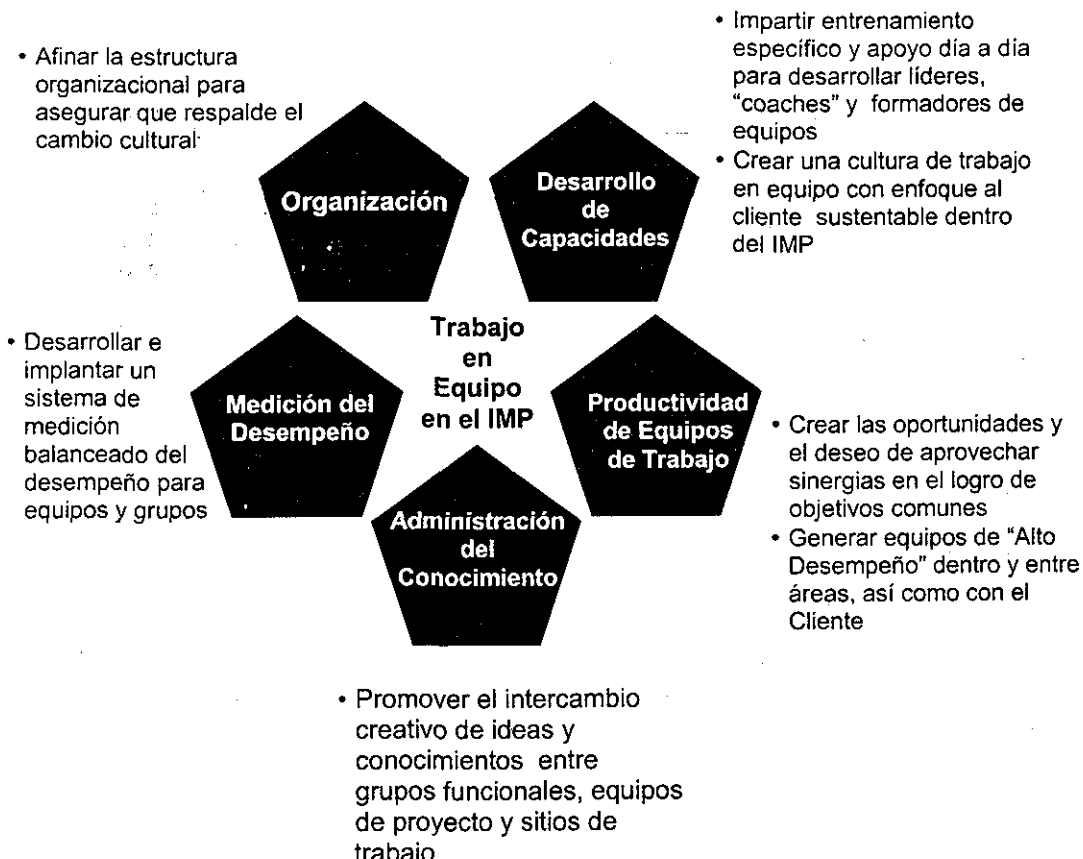 • Afinar la estructura
organizacional para
asegurar que respalde el
cambio cultural
• Impartir entrenamiento
específico y apoyo día a día
para desarrollar líderes,
"coaches" y formadores de
equipos
• Crear una cultura de trabajo
en equipo con enfoque al
cliente sustentable dentro
del IMP
Organización
Desarrollo
de
Capacidades
Trabajo
en
Equipo
en el IMP
• Desarrollar e
implantar un
sistema de
medición
balanceado del
desempeño para
equipos y grupos
Medición del
Desempeño
Productividad
de Equipos
de Trabajo
• Crear las oportunidades y
el deseo de aprovechar
sinergias en el logro de
objetivos comunes
• Generar equipos de "Alto
Desempeño" dentro y entre
áreas, así como con el
Cliente
Administración
del
Conocimiento
• Promover el intercambio
creativo de ideas y
conocimientos entre
grupos funcionales, equipos
de proyecto y sitios de
trabajo